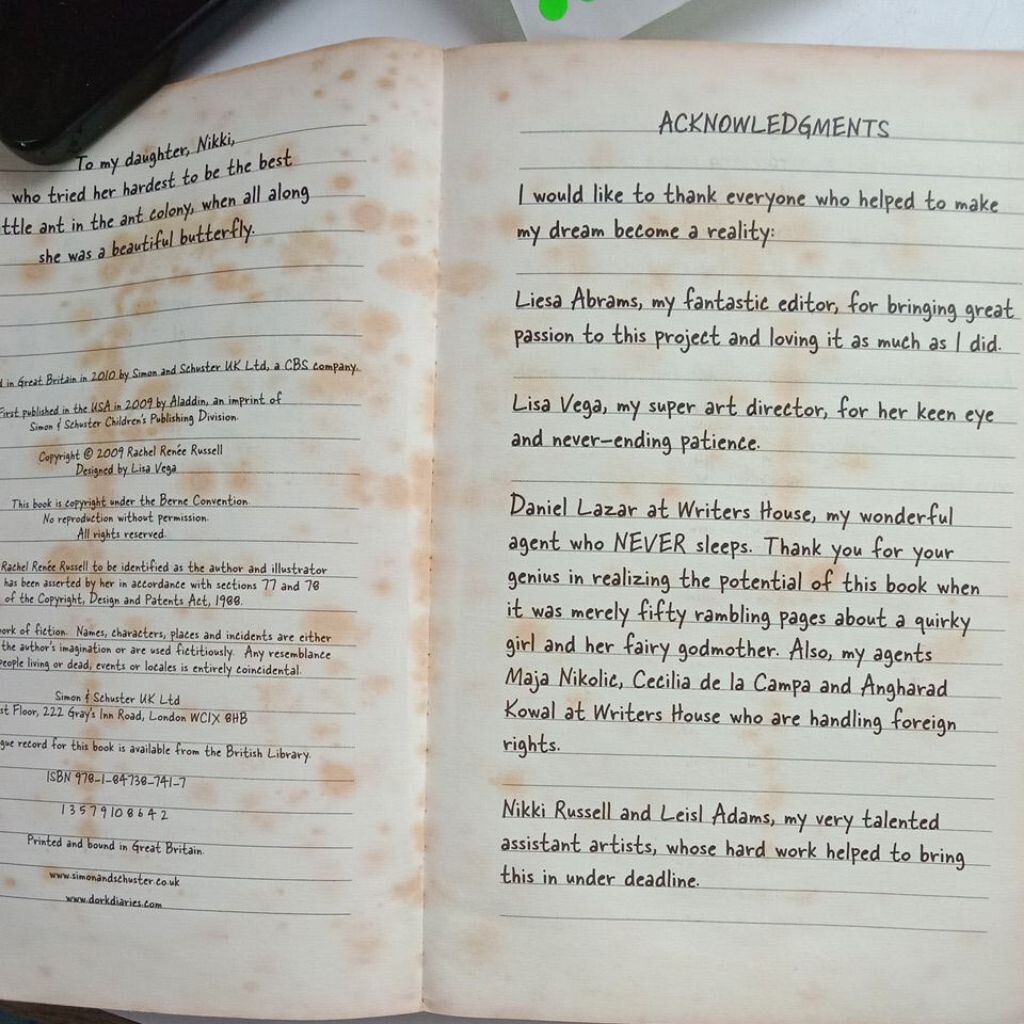 To my daughter, Nikki,
who tried her hardest to be the best
ttle ant in the ant colony, when all along
she was a beautiful butterfly.
in Great Britain in 2010 by Simon and Schuster UK Ltd, a CBS company.
First published in the USA in 2009 by Aladdin, an imprint of
Simon & Schuster Children's Publishing Division.
Copyright © 2009 Rachel Renée Russell
Designed by Lisa Vega
This book is copyright under the Berne Convention.
No reproduction without permission.
All rights reserved.
Rachel Renée Russell to be identified as the author and illustrator
has been asserted by her in accordance with sections 77 and 78
of the Copyright, Design and Patents Act, 1988.
ork of fiction. Names, characters, places and incidents are either
the author's imagination or are used fictitiously. Any resemblance
people living or dead, events or locales is entirely coincidental.
Simon & Schuster UK Ltd
st Floor, 222 Gray's Inn Road, London WC1X 8HB
gue record for this book is available from the British Library.
ISBN 978-1-84738-741-7
1 3 5 7 9 10 8 6 4 2
Printed and bound in Great Britain.
www.simonandschuster.co.uk
www.dorkdiaries.com
ACKNOWLEDGMENTS
I would like to thank everyone who helped to make
my dream become a reality:
Liesa Abrams, my fantastic editor, for bringing great
passion to this project and loving it as much as I did.
Lisa Vega, my super art director, for her keen eye
and never-ending patience.
Daniel Lazar at Writers House, my wonderful
agent who NEVER sleeps. Thank you for your
genius in realizing the potential of this book when
it was merely fifty rambling pages about a quirky
girl and her fairy godmother. Also, my agents
Maja Nikolic, Cecilia de la Campa and Angharad
Kowal at Writers House who are handling foreign
rights.
Nikki Russell and Leisl Adams, my very talented
assistant artists, whose hard work helped to bring
this in under deadline.